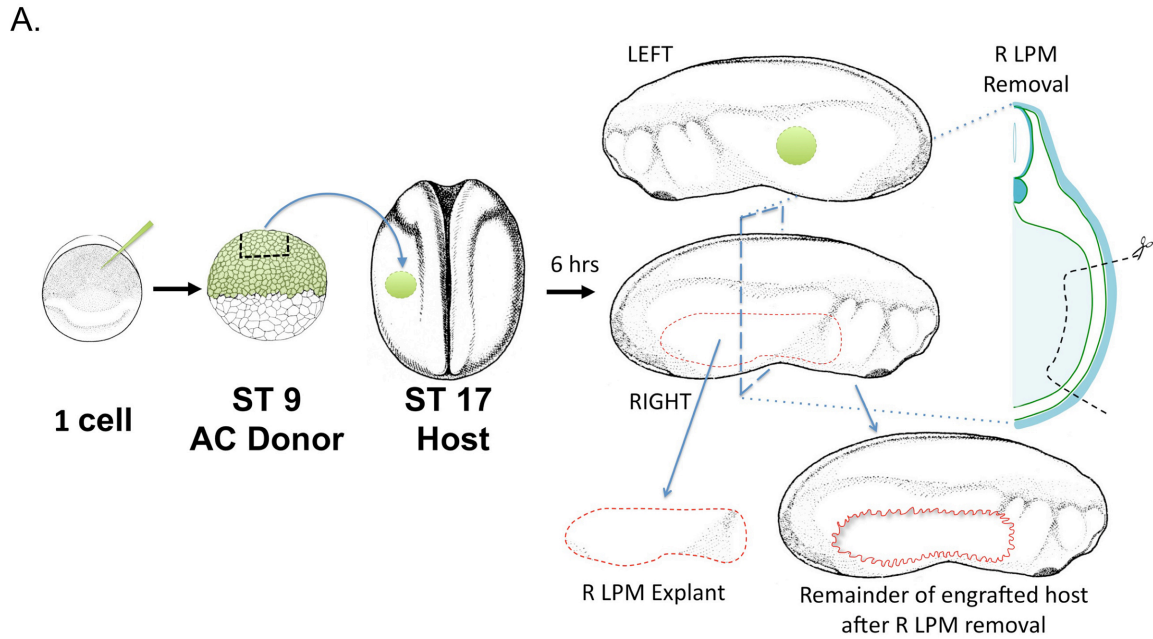 A.
LEFT
R LPM
Removal
6 hrs
1 cell
ST 9
AC Donor
ST 17
Host
RIGHT
R LPM Explant
Remainder of engrafted host
after R LPM removal